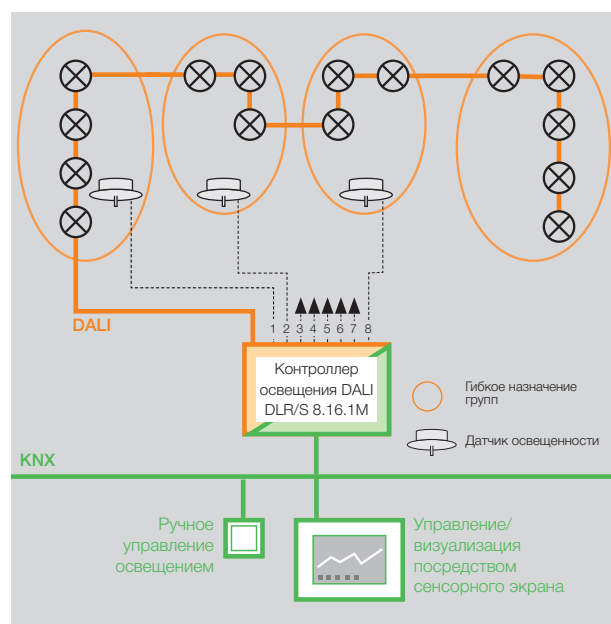 DALI
1 2 3 4 5 6 7 8
Контроллер
освещения DALI
DLR/S 8.16.1M
Гибкое назначение
групп
Датчик освещенности
KNX
Ручное
управление
освещением
Управление/
визуализация
посредством
сенсорного экрана